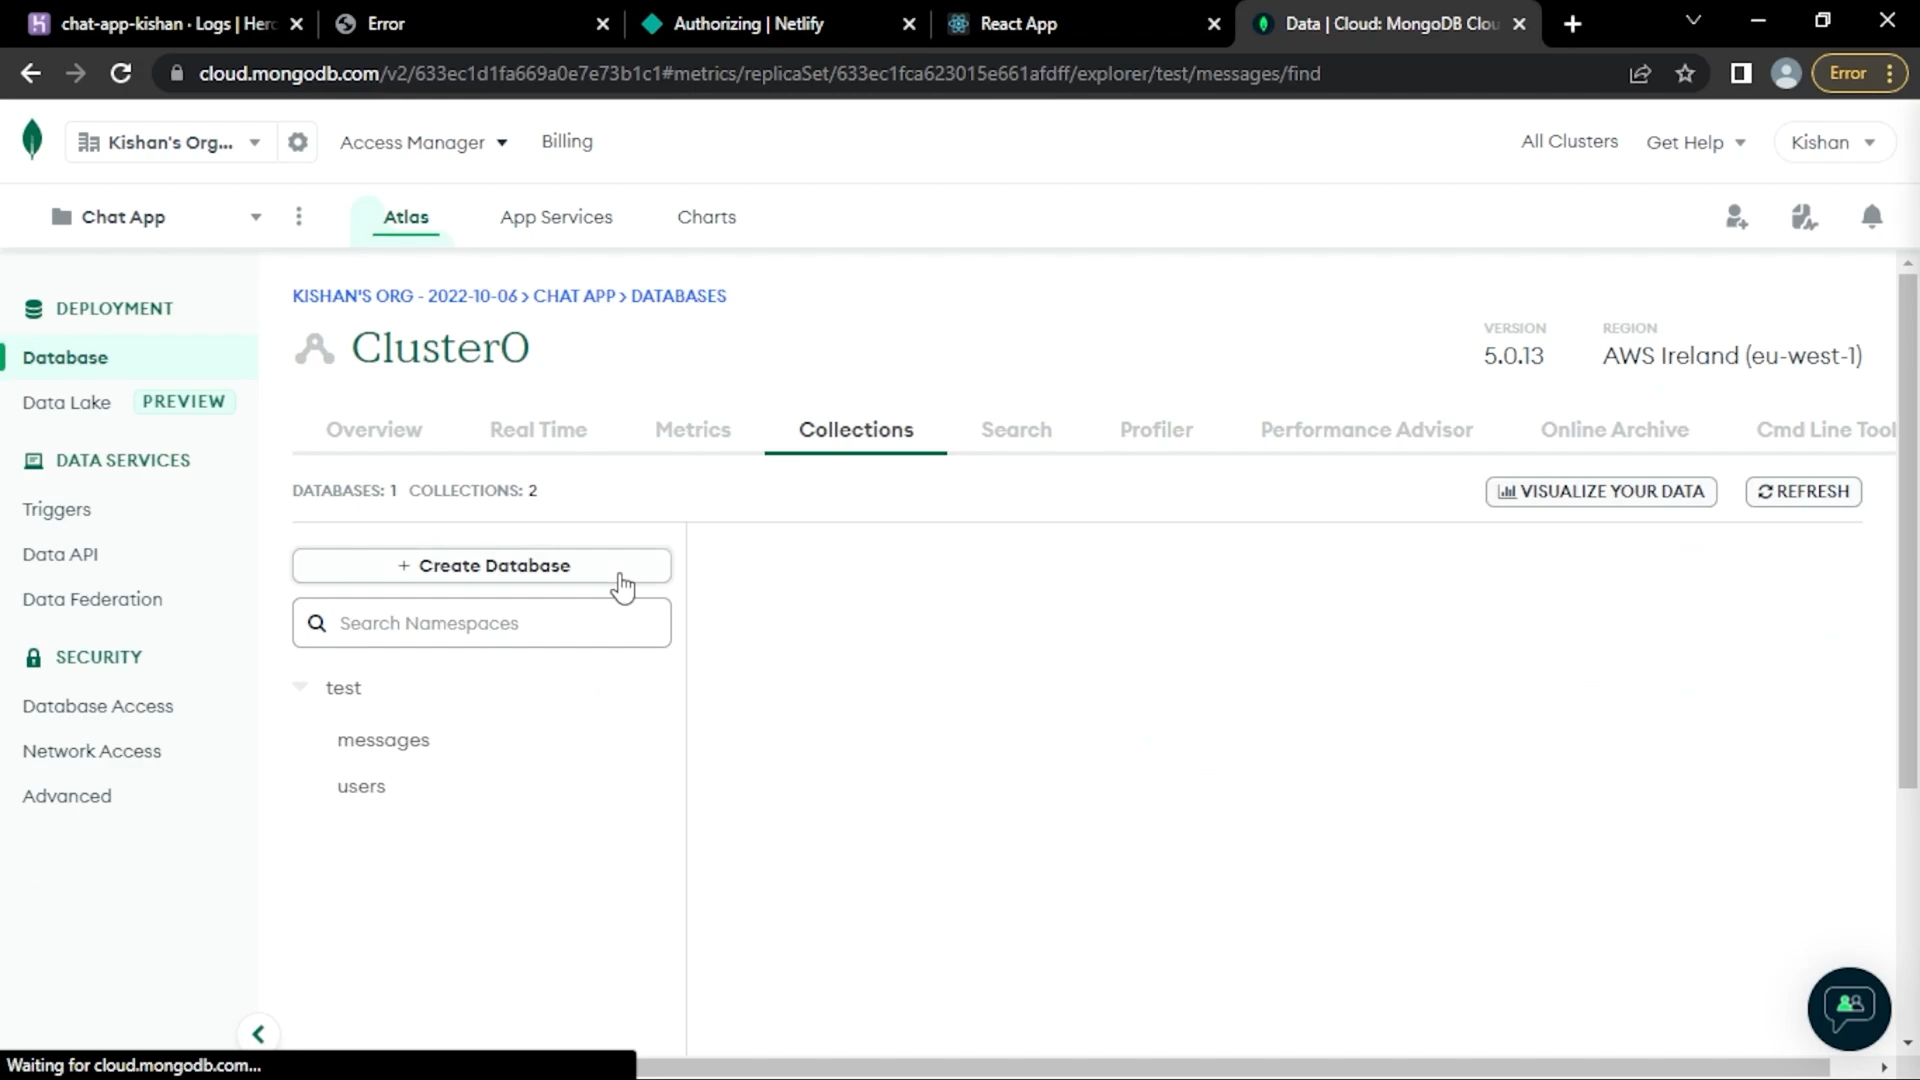 chat-app-kishan · Logs | Herc
Error
Authorizing | Netlify
React App
Data | Cloud: MongoDB Clou
cloud.mongodb.com/v2/633ec1d1fa669a0e7e73b1c1#metrics/replicaSet/633ec1fca623015e661afdff/explorer/test/messages/find
Error
Kishan's Org...
Access Manager
Billing
All Clusters
Get Help
Kishan
Chat App
Atlas
App Services
Charts
DEPLOYMENT
Database
Data Lake
PREVIEW
DATA SERVICES
Triggers
Data API
Data Federation
SECURITY
Database Access
Network Access
Advanced
KISHAN'S ORG - 2022-10-06 > CHAT APP > DATABASES
Cluster0
VERSION
5.0.13
REGION
AWS Ireland (eu-west-1)
Overview
Real Time
Metrics
Collections
Search
Profiler
Performance Advisor
Online Archive
Cmd Line Tool
DATABASES: 1 COLLECTIONS: 2
VISUALIZE YOUR DATA
REFRESH
+ Create Database
Search Namespaces
test
messages
users
Waiting for cloud.mongodb.com...